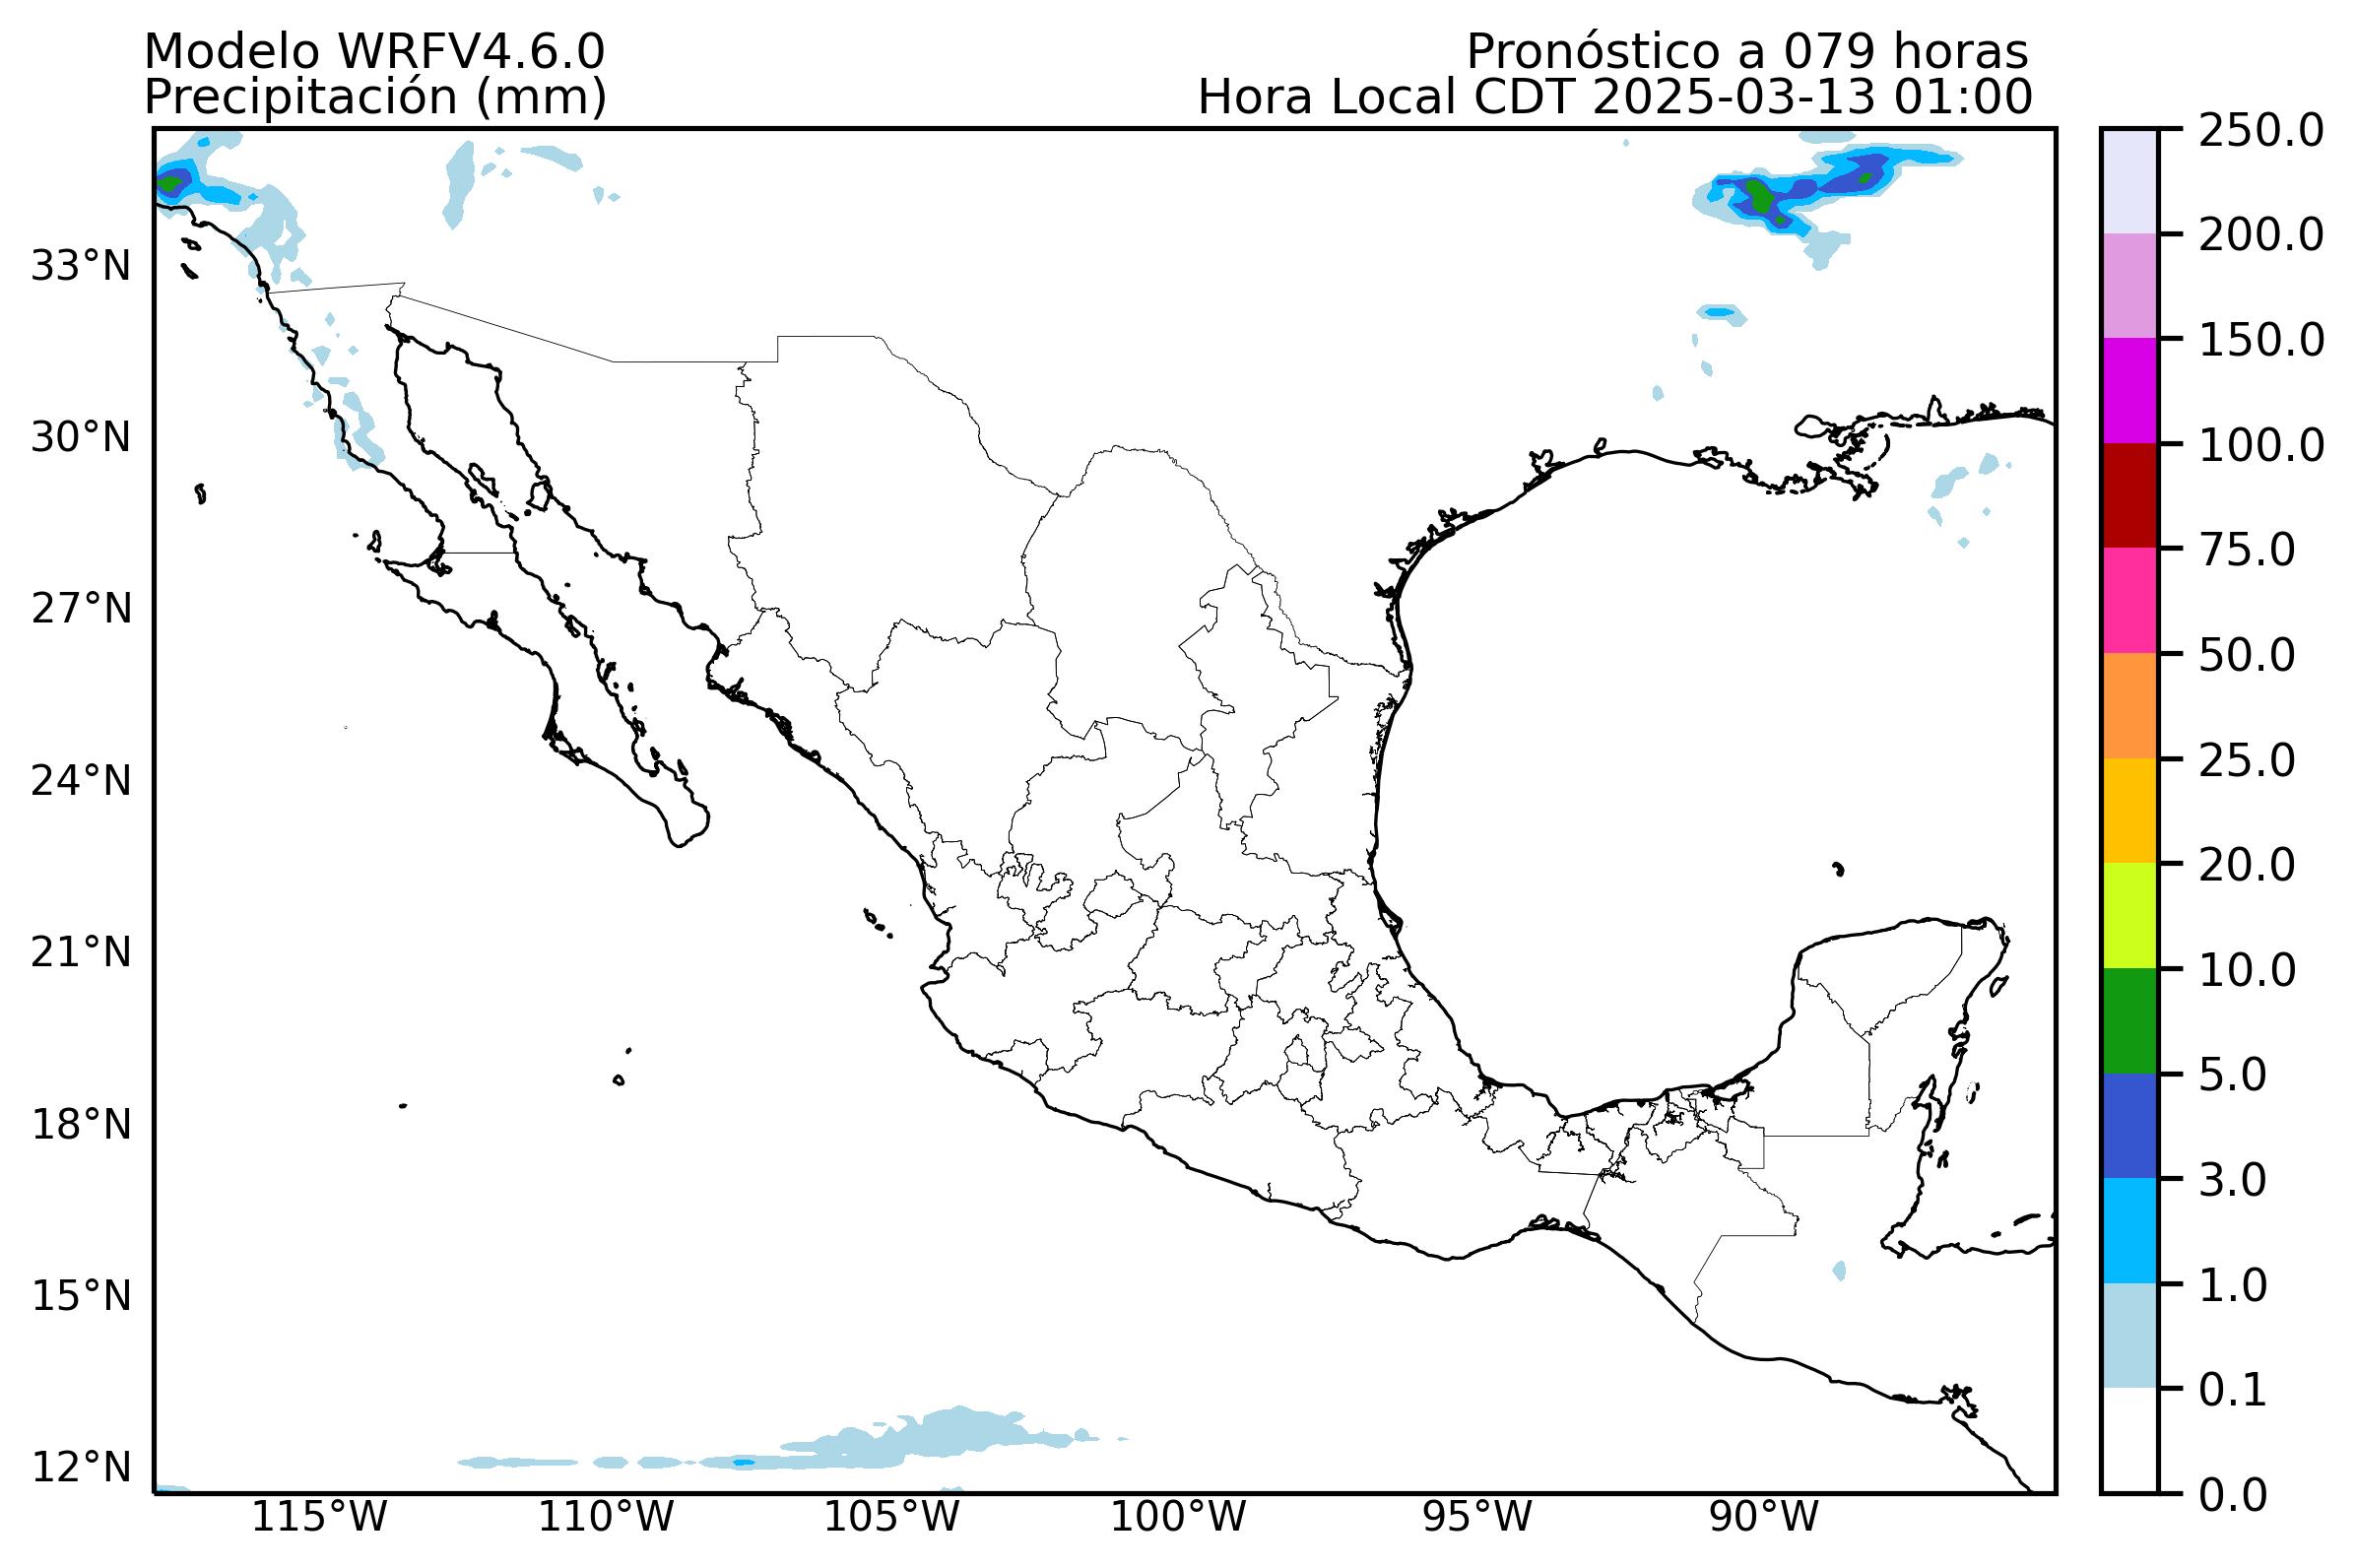 Modelo WRFV4.6.0
Precipitación (mm)
Pronóstico a 079 horas
Hora Local CDT 2025-03-13 01:00
33°N
30°N
27°N
24°N
21°N
18°N
15°N
12°N
115°W
110°W
105°W
100°W
95°W
90°W
250.0
200.0
150.0
100.0
75.0
50.0
25.0
20.0
10.0
5.0
3.0
1.0
0.1
0.0